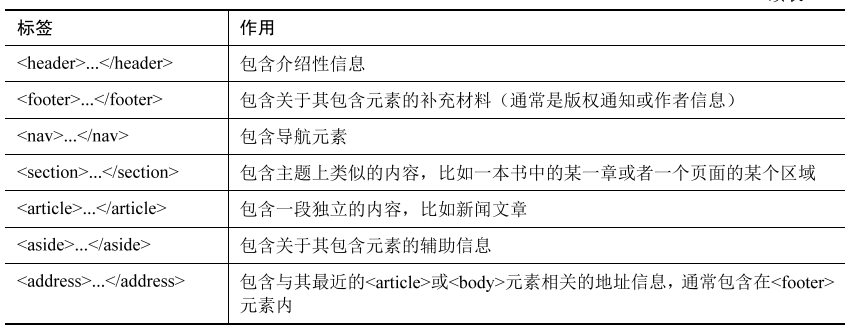 标签 作用
<header>...</header> 包含介绍性信息
<footer>...</footer> 包含关于其包含元素的补充材料（通常是版权通知或作者信息）
<nav>...</nav> 包含导航元素
<section>...</section> 包含主题上类似的内容，比如一本书中的某一章或者一个页面的某个区域
<article>...</article> 包含一段独立的内容，比如新闻文章
<aside>...</aside> 包含关于其包含元素的辅助信息
<address>...</address> 包含与其最近的<article>或<body>元素相关的地址信息，通常包含在<footer>
元素内